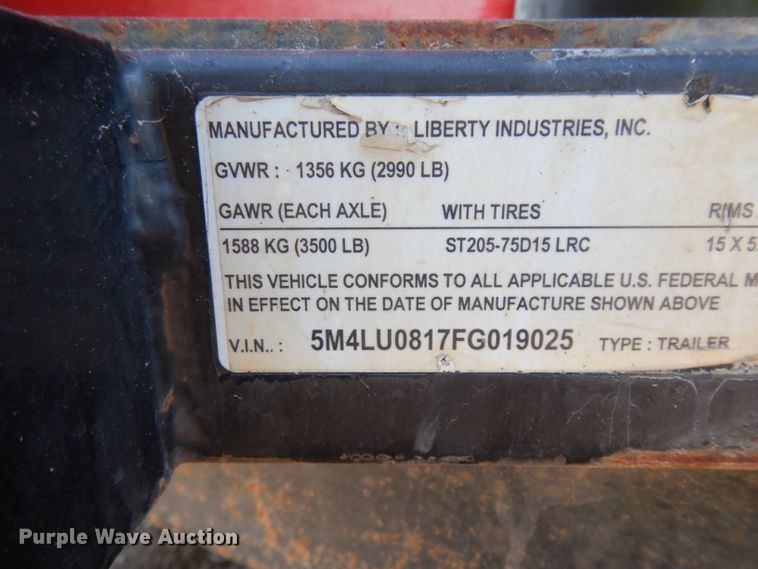 MANUFACTURED BY LIBERTY INDUSTRIES, INC.
GVWR : 1356 KG (2990 LB)
GAWR (EACH AXLE) WITH TIRES RIMS
1588 KG (3500 LB) ST205-75D15 LRC 15 X 5
THIS VEHICLE CONFORMS TO ALL APPLICABLE U.S. FEDERAL M
IN EFFECT ON THE DATE OF MANUFACTURE SHOWN ABOVE
V.I.N.. : 5M4LU0817FG019025 TYPE : TRAILER
Purple Wave Auction